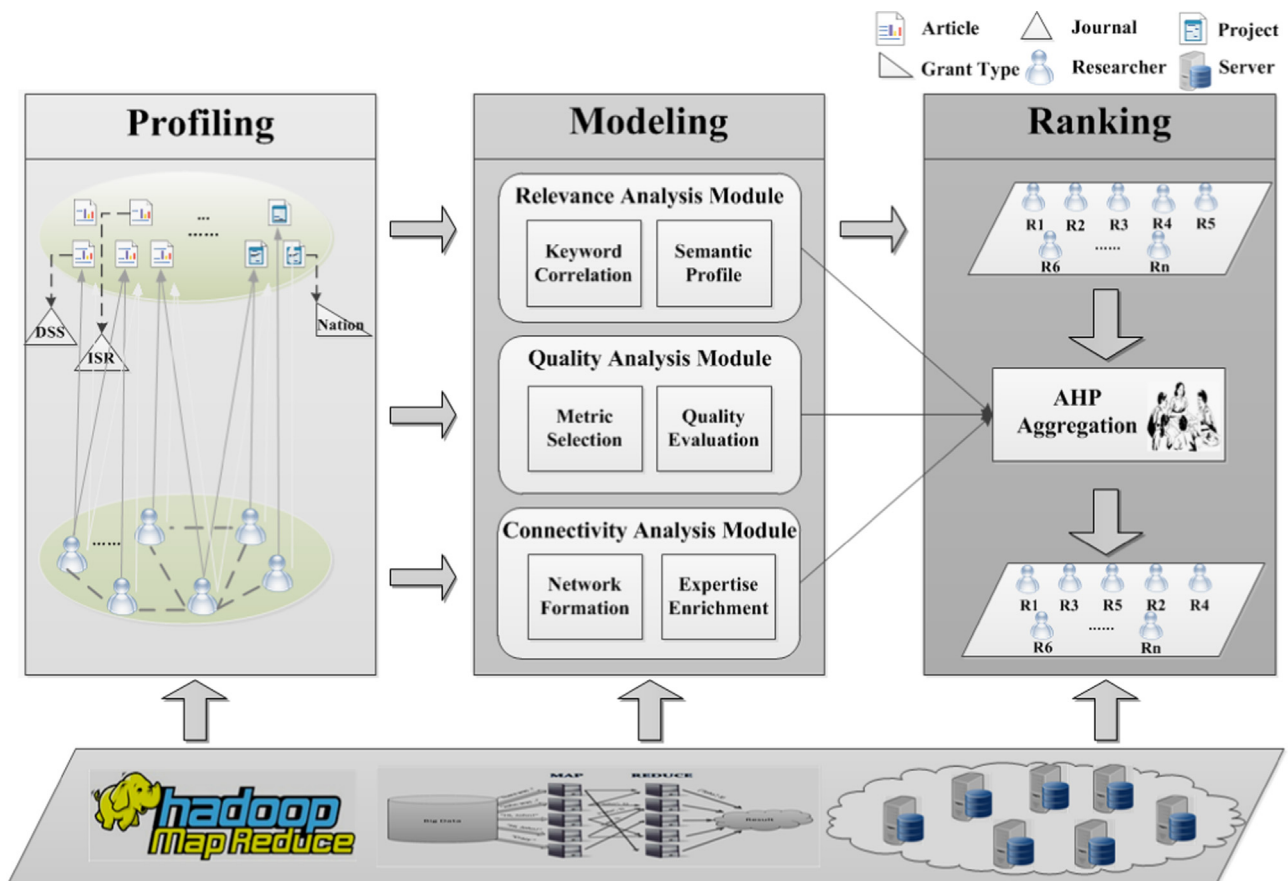 Article
Journal
Project
Grant Type
Researcher
Server
Profiling
Modeling
Ranking
...
......
DSS
ISR
Nation
......
Relevance Analysis Module
Keyword
Correlation
Semantic
Profile
Quality Analysis Module
Metric
Selection
Quality
Evaluation
Connectivity Analysis Module
Network
Formation
Expertise
Enrichment
R1 R2 R3 R4 R5
R6 ...... Rn
AHP
Aggregation
R1 R3 R5 R2 R4
R6 ...... Rn
hadoop
Map Reduce
MAP REDUCE
Big Data
Result